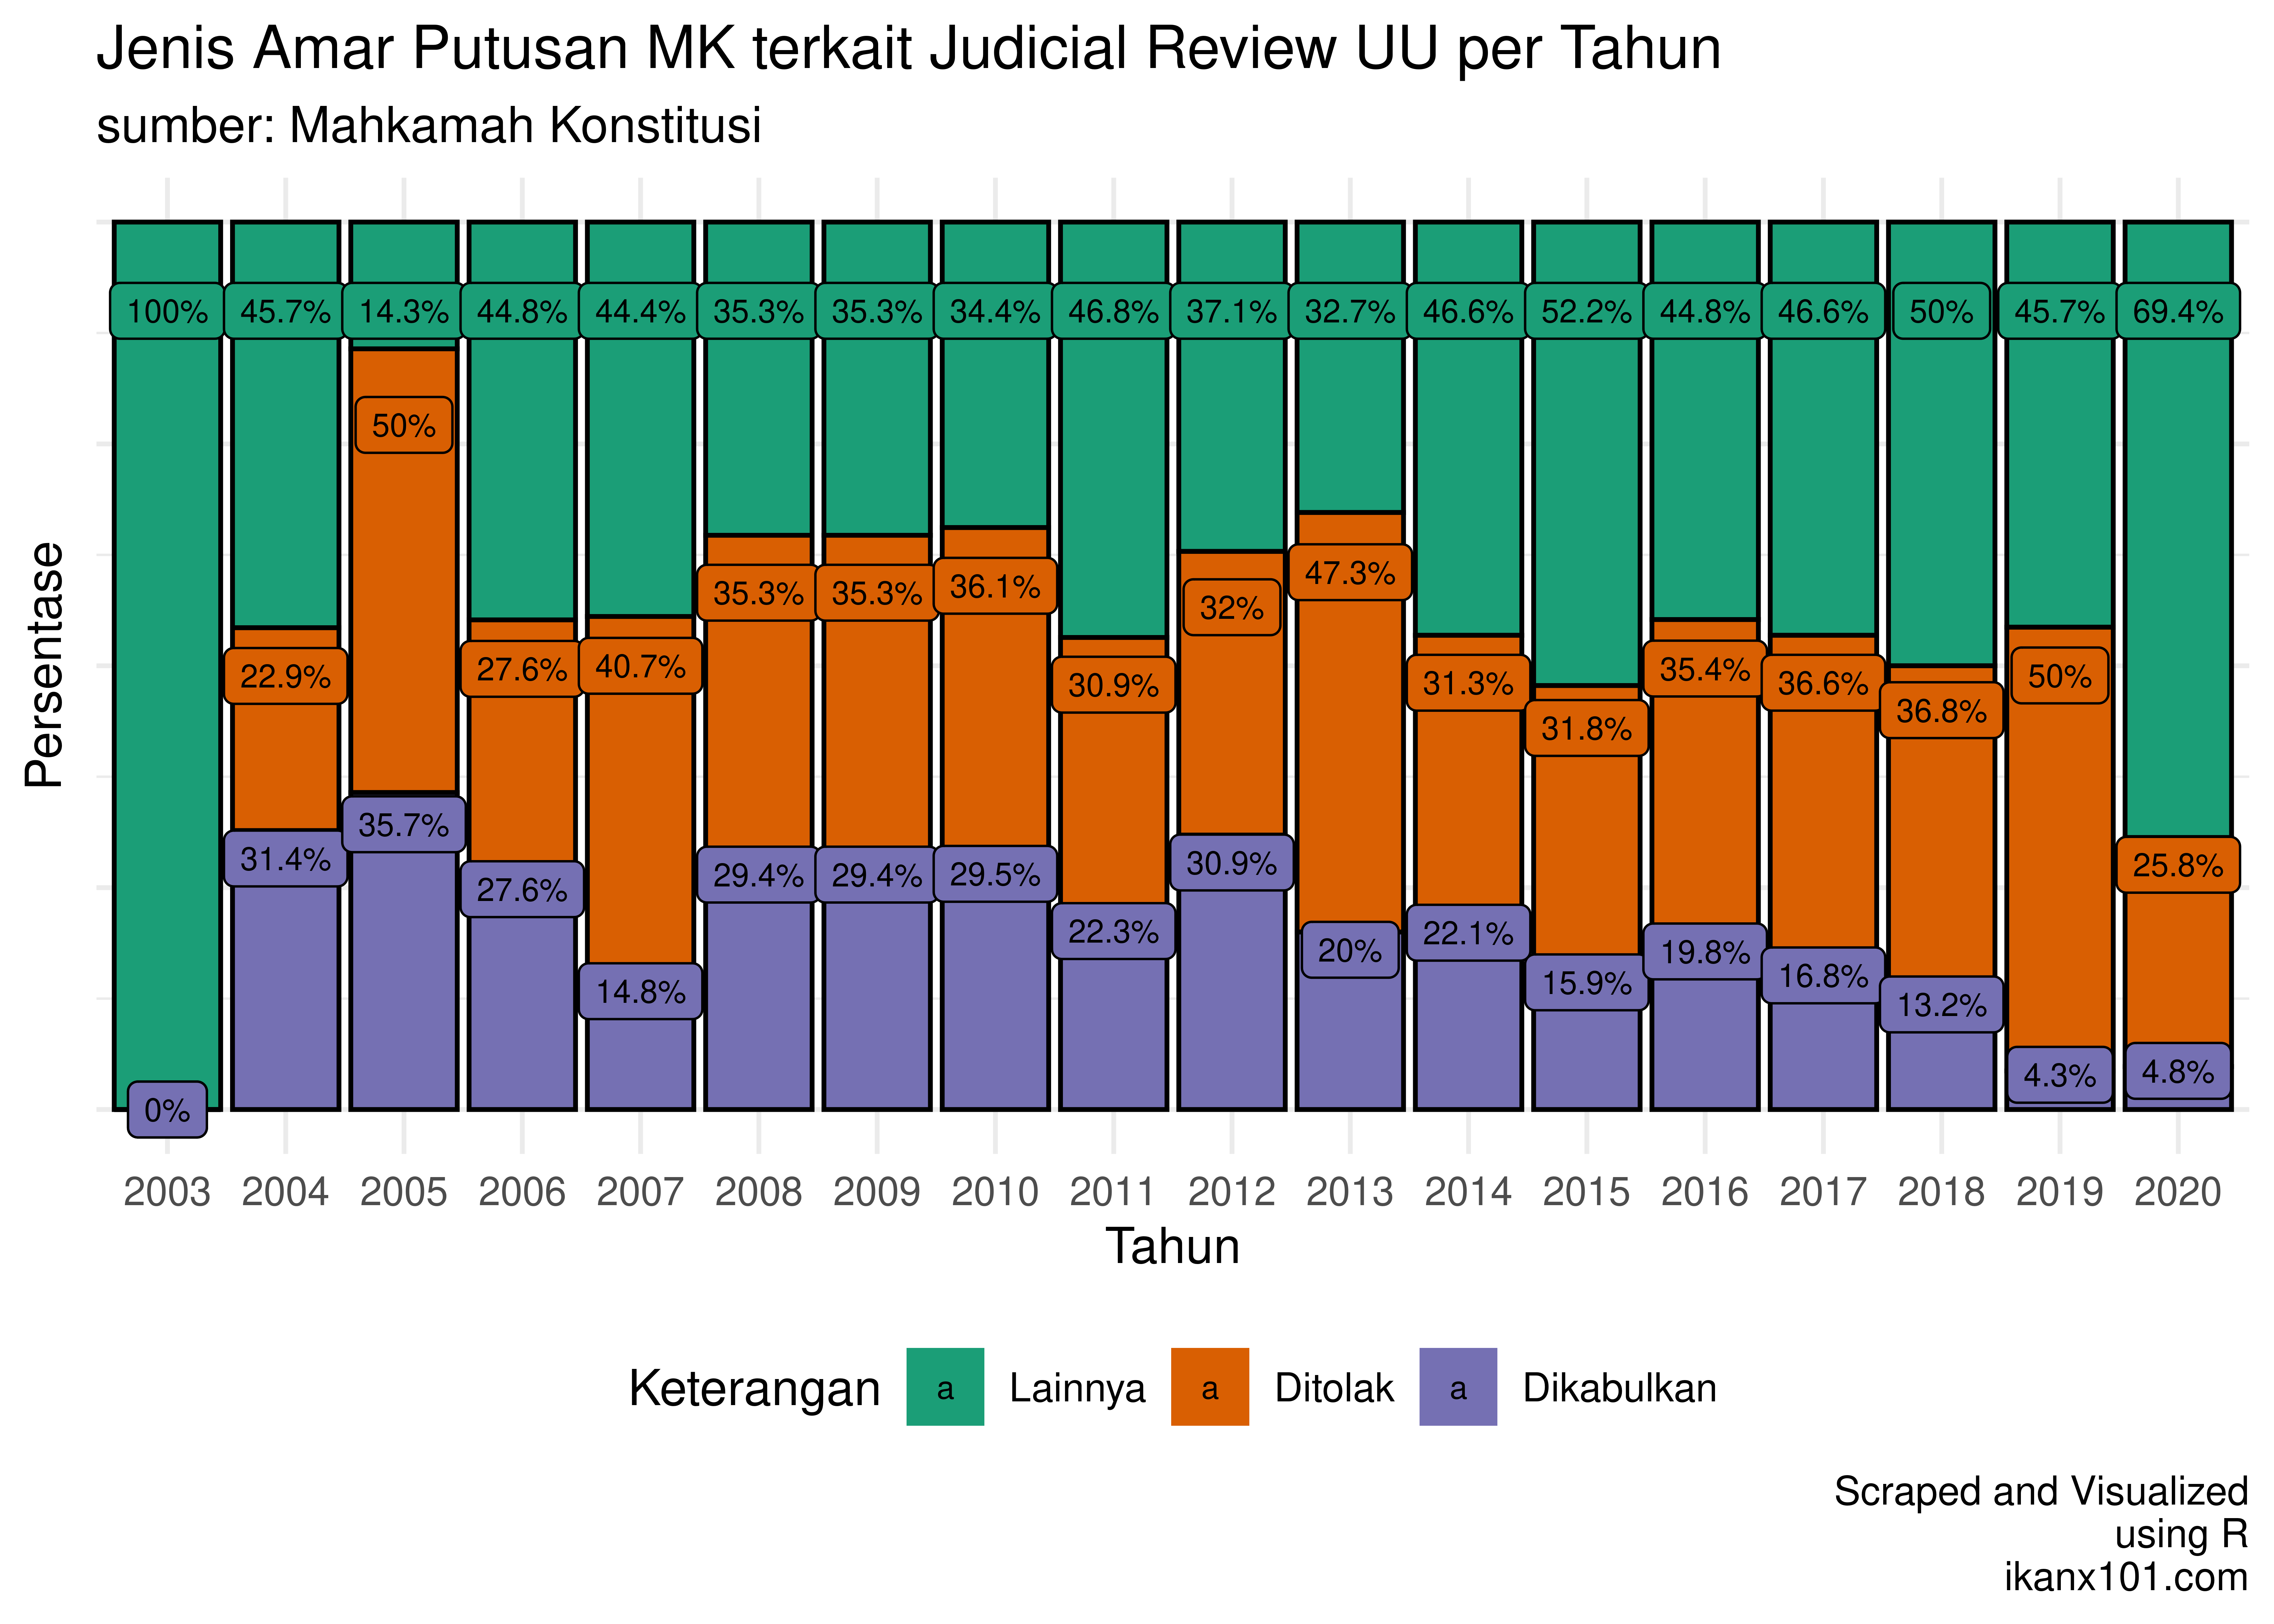 Jenis Amar Putusan MK terkait Judicial Review UU per Tahun
sumber: Mahkamah Konstitusi
Persentase
100% 45.7% 14.3% 44.8% 44.4% 35.3% 35.3% 34.4% 46.8% 37.1% 32.7% 46.6% 52.2% 44.8% 46.6% 50% 45.7% 69.4%
22.9% 50% 27.6% 40.7% 35.3% 35.3% 36.1% 30.9% 32% 47.3% 31.3% 31.8% 35.4% 36.6% 36.8% 50% 25.8%
0% 31.4% 35.7% 27.6% 14.8% 29.4% 29.4% 29.5% 22.3% 30.9% 20% 22.1% 15.9% 19.8% 16.8% 13.2% 4.3% 4.8%
2003 2004 2005 2006 2007 2008 2009 2010 2011 2012 2013 2014 2015 2016 2017 2018 2019 2020
Tahun
Keterangan a Lainnya a Ditolak a Dikabulkan
Scraped and Visualized
using R
ikanx101.com